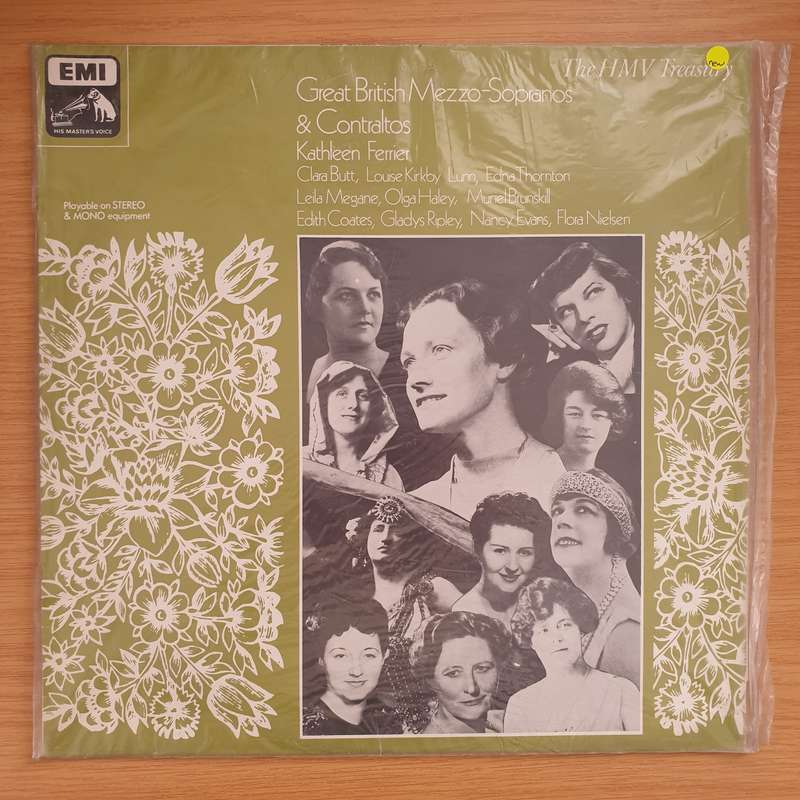 EMI
HIS MASTER'S VOICE
The HMV Treasury
new
Great British Mezzo-Sopranos
& Contraltos
Kathleen Ferrier
Clara Butt, Louise Kirkby Lunn, Edna Thornton
Leila Megane, Olga Haley, Muriel Brunskill
Edith Coates, Gladys Ripley, Nancy Evans, Flora Nielsen
Playable on STEREO
& MONO equipment